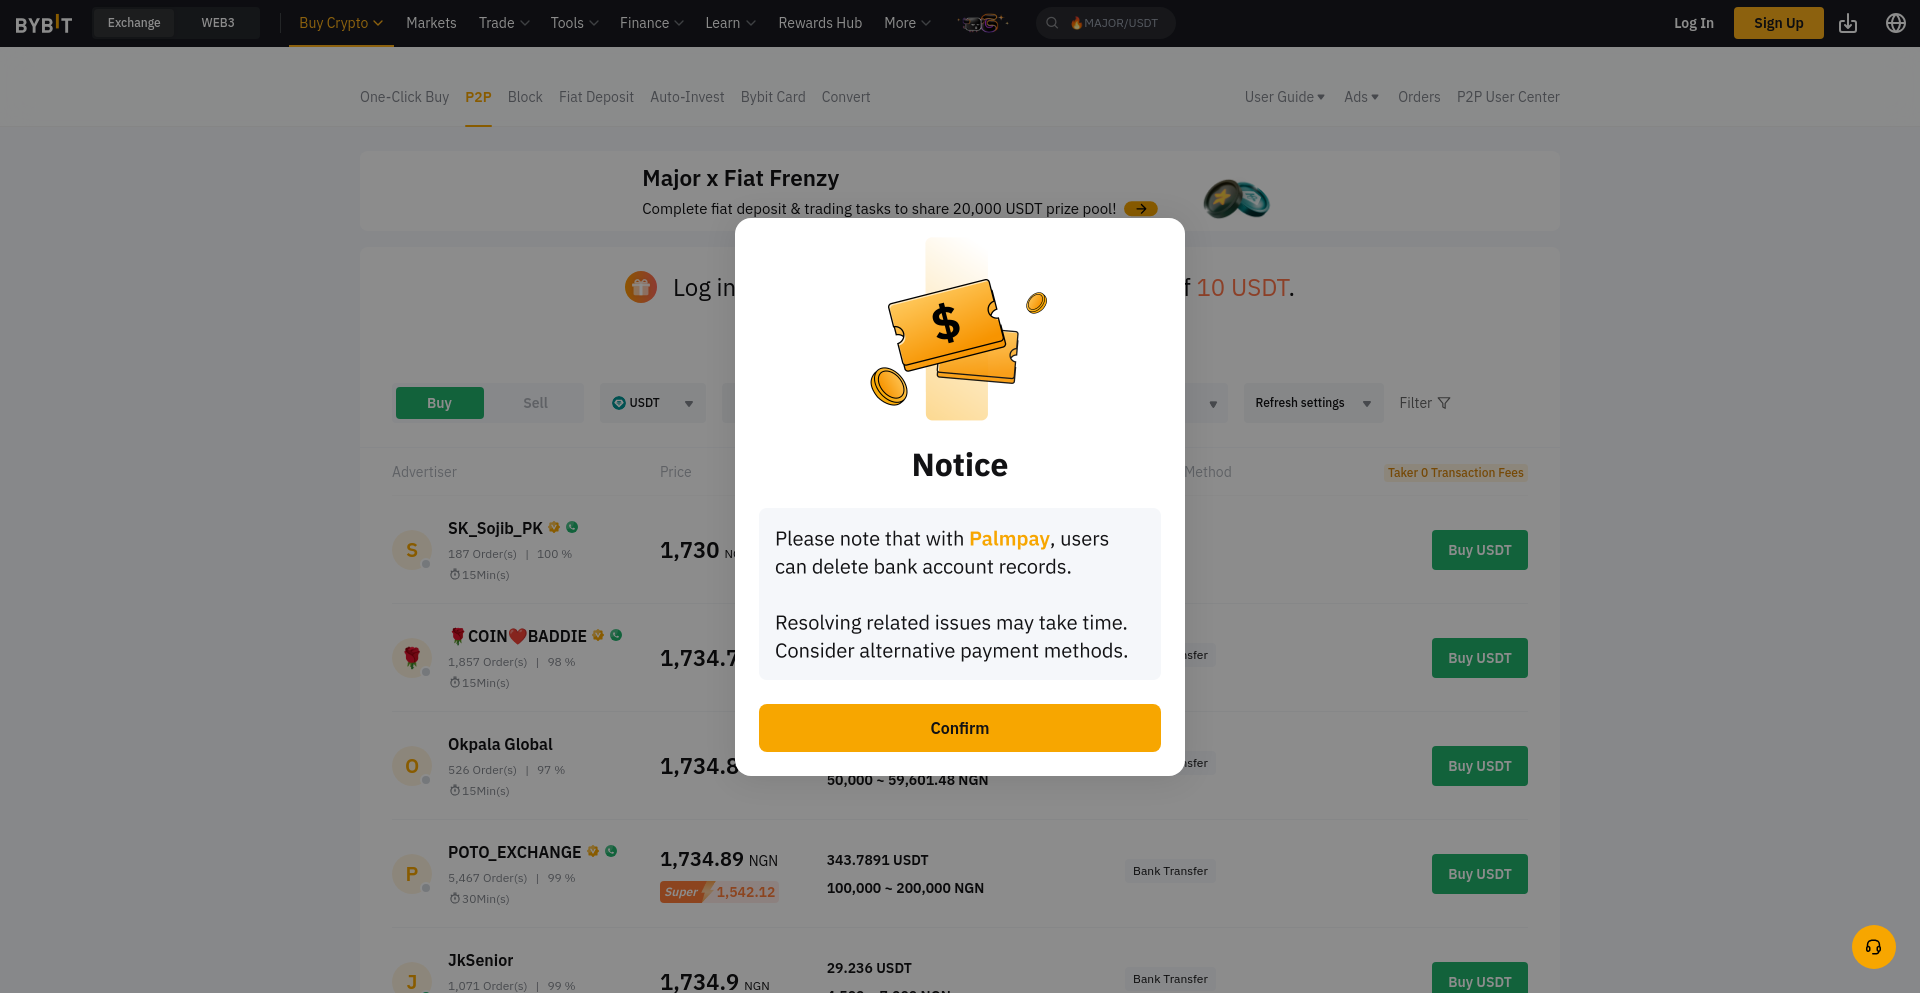 BYBIT
Exchange
WEB3
Buy Crypto
Markets
Trade
Tools
Finance
Learn
Rewards Hub
More
🔥MAJOR/USDT
Log In
Sign Up
One-Click Buy
P2P
Block
Fiat Deposit
Auto-Invest
Bybit Card
Convert
User Guide
Ads
Orders
P2P User Center
Major x Fiat Frenzy
Complete fiat deposit & trading tasks to share 20,000 USDT prize pool!
Log in
10 USDT.
Buy
Sell
USDT
Refresh settings
Filter
Advertiser
Price
Method
Taker 0 Transaction Fees
$
Notice
Please note that with Palmpay, users
can delete bank account records.
Resolving related issues may take time.
Consider alternative payment methods.
Confirm
SK_Sojib_PK
S
187 Order(s) | 100 %
15Min(s)
1,730
Buy USDT
🌹COIN❤️BADDIE
🌹
1,857 Order(s) | 98 %
15Min(s)
1,734.7
Buy USDT
Okpala Global
O
526 Order(s) | 97 %
15Min(s)
1,734.8
50,000 ~ 59,601.48 NGN
Buy USDT
POTO_EXCHANGE
P
5,467 Order(s) | 99 %
30Min(s)
1,734.89 NGN
Super 1,542.12
343.7891 USDT
100,000 ~ 200,000 NGN
Bank Transfer
Buy USDT
JkSenior
J
1,071 Order(s) | 99 %
1,734.9 NGN
29.236 USDT
Bank Transfer
Buy USDT